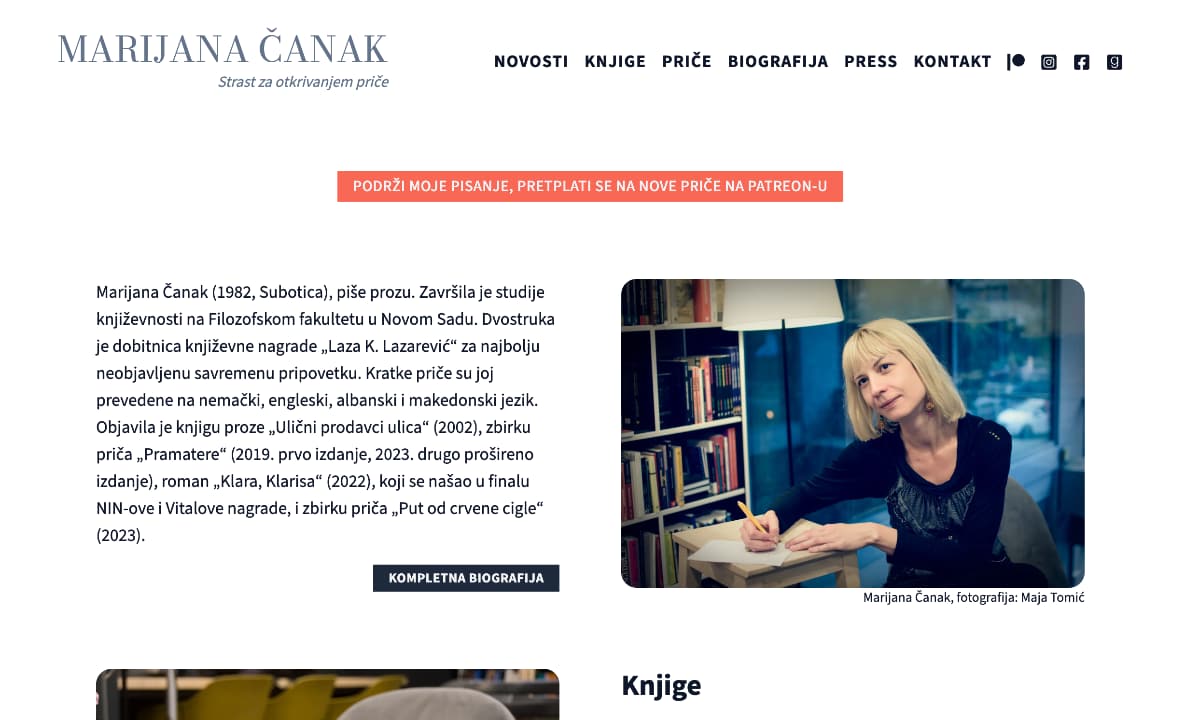 MARIJANA ČANAK
Strast za otkrivanjem priče
NOVOSTI KNJIGE PRIČE BIOGRAFIJA PRESS KONTAKT
PODRŽI MOJE PISANJE, PRETPLATI SE NA NOVE PRIČE NA PATREON-U
Marijana Čanak (1982, Subotica), piše prozu. Završila je studije
književnosti na Filozofskom fakultetu u Novom Sadu. Dvostruka
je dobitnica književne nagrade „Laza K. Lazarević“ za najbolju
neobjavljenu savremenu pripovetku. Kratke priče su joj
prevedene na nemački, engleski, albanski i makedonski jezik.
Objavila je knjigu proze „Ulični prodavci ulica“ (2002), zbirku
priča „Pramatere“ (2019. prvo izdanje, 2023. drugo prošireno
izdanje), roman „Klara, Klarisa“ (2022), koji se našao u finalu
NIN-ove i Vitalove nagrade, i zbirku priča „Put od crvene cigle“
(2023).
KOMPLETNA BIOGRAFIJA
Marijana Čanak, fotografija: Maja Tomić
Knjige